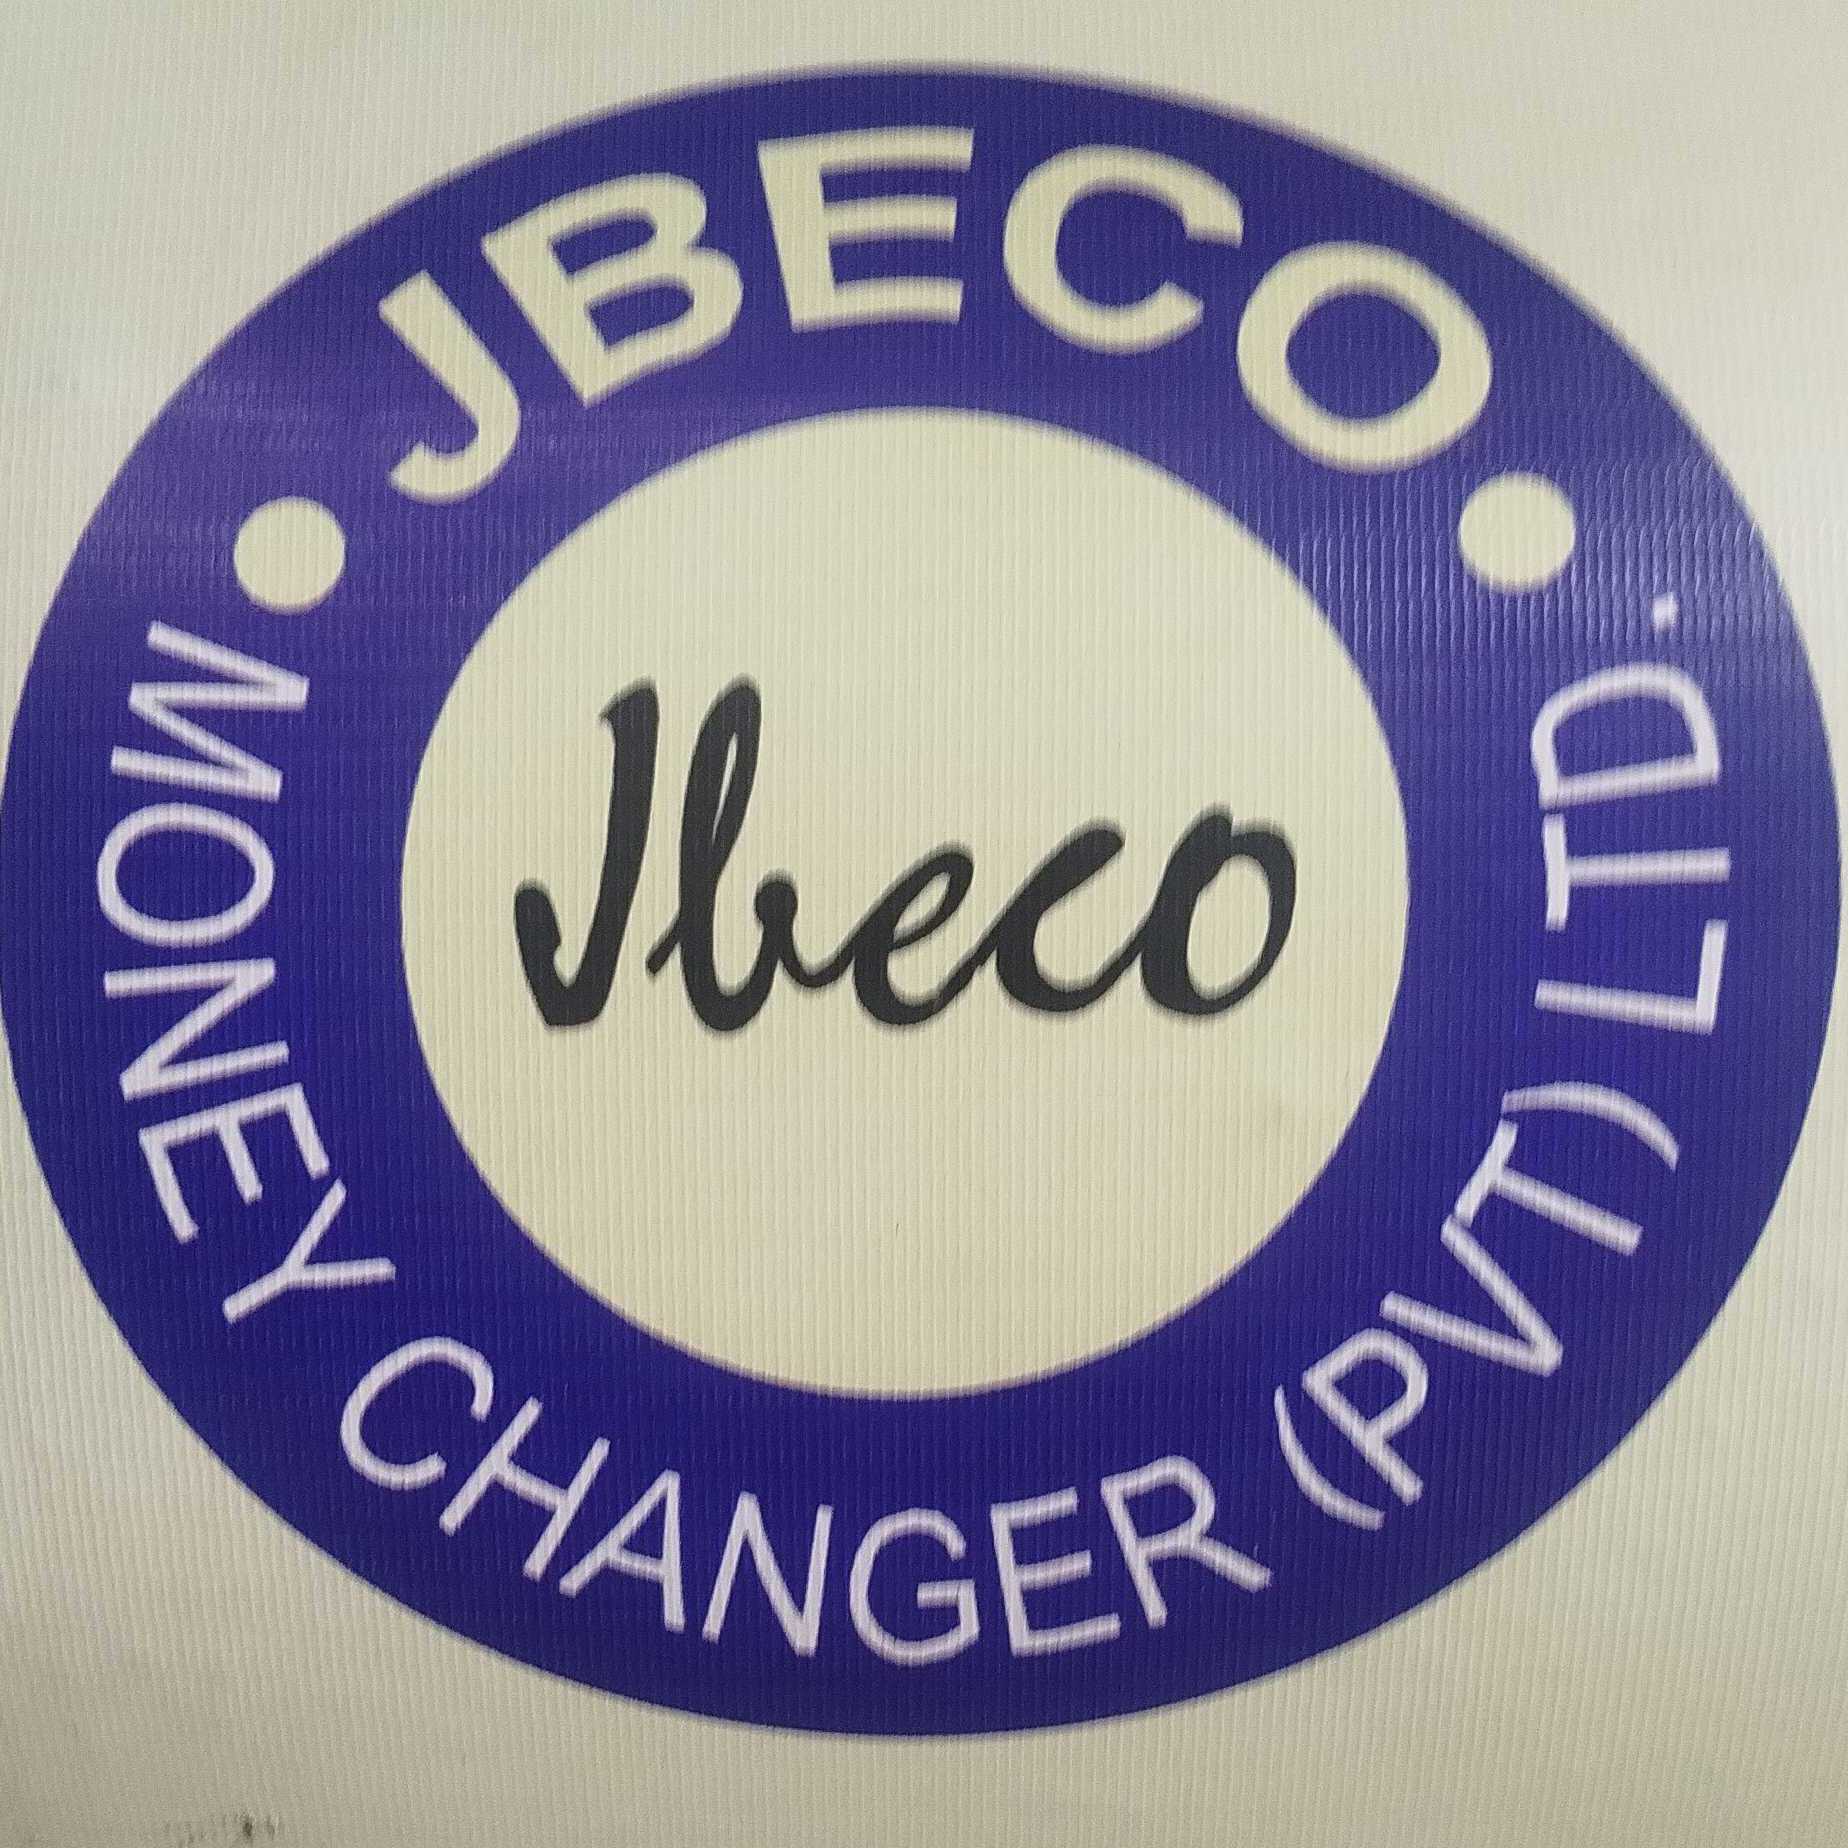 JBECO
Jbeco
MONEY CHANGER (PVT) LTD.